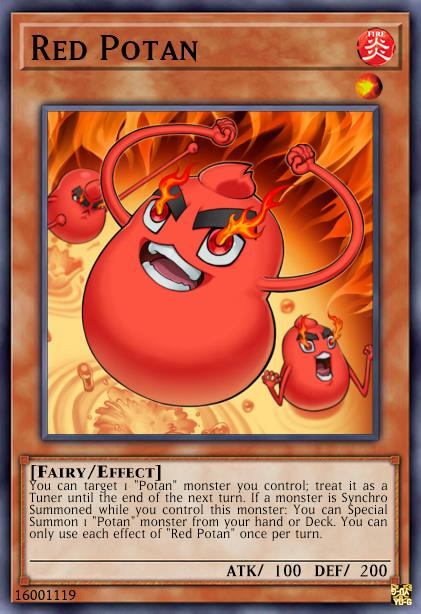 RED POTAN
FIRE
炎
[FAIRY/EFFECT]
You can target 1 "Potan" monster you control; treat it as a
Tuner until the end of the next turn. If a monster is Synchro
Summoned while you control this monster: You can Special
Summon 1 "Potan" monster from your hand or Deck. You can
only use each effect of "Red Potan" once per turn.
ATK/ 100 DEF/ 200
16001119